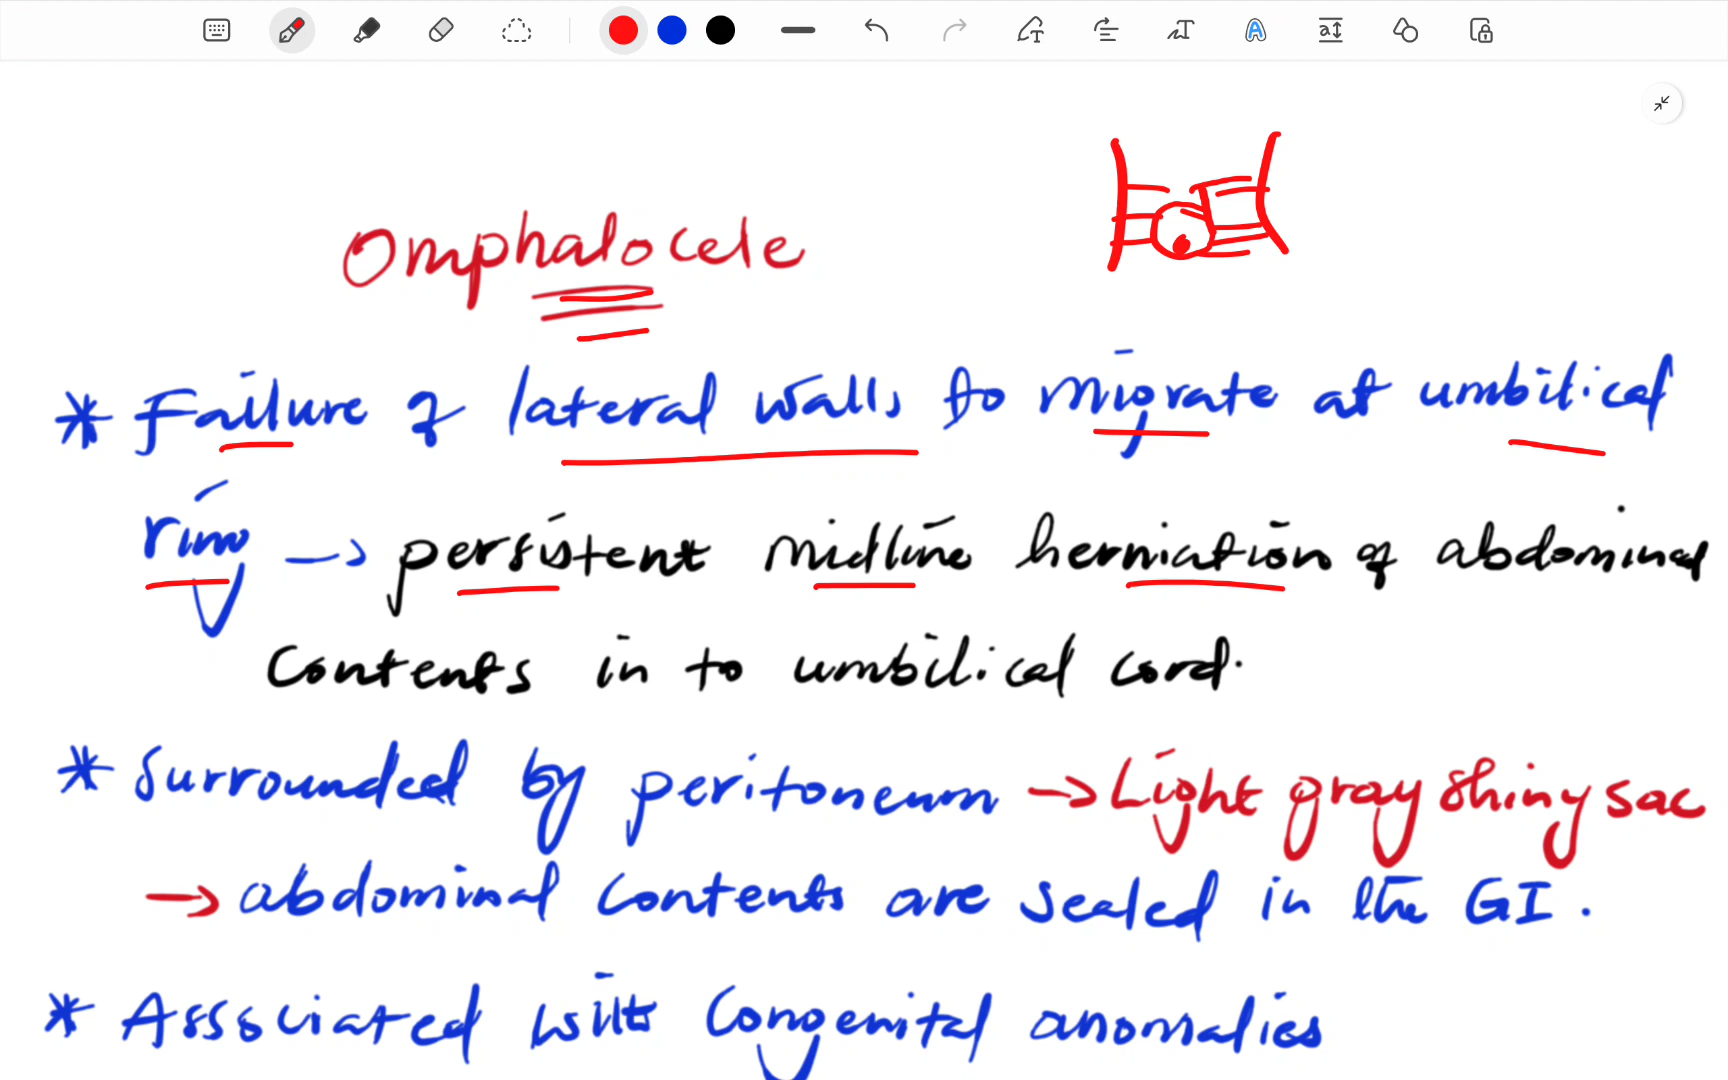 Omphalocele
* Failure of lateral walls to migrate at umbilical
ring → persistent midline herniation of abdominal
Contents in to umbilical cord.
* Surrounded by peritoneum → Light gray shiny sac
→ abdominal contents are sealed in the GI.
* Associated with Congenital anomalies